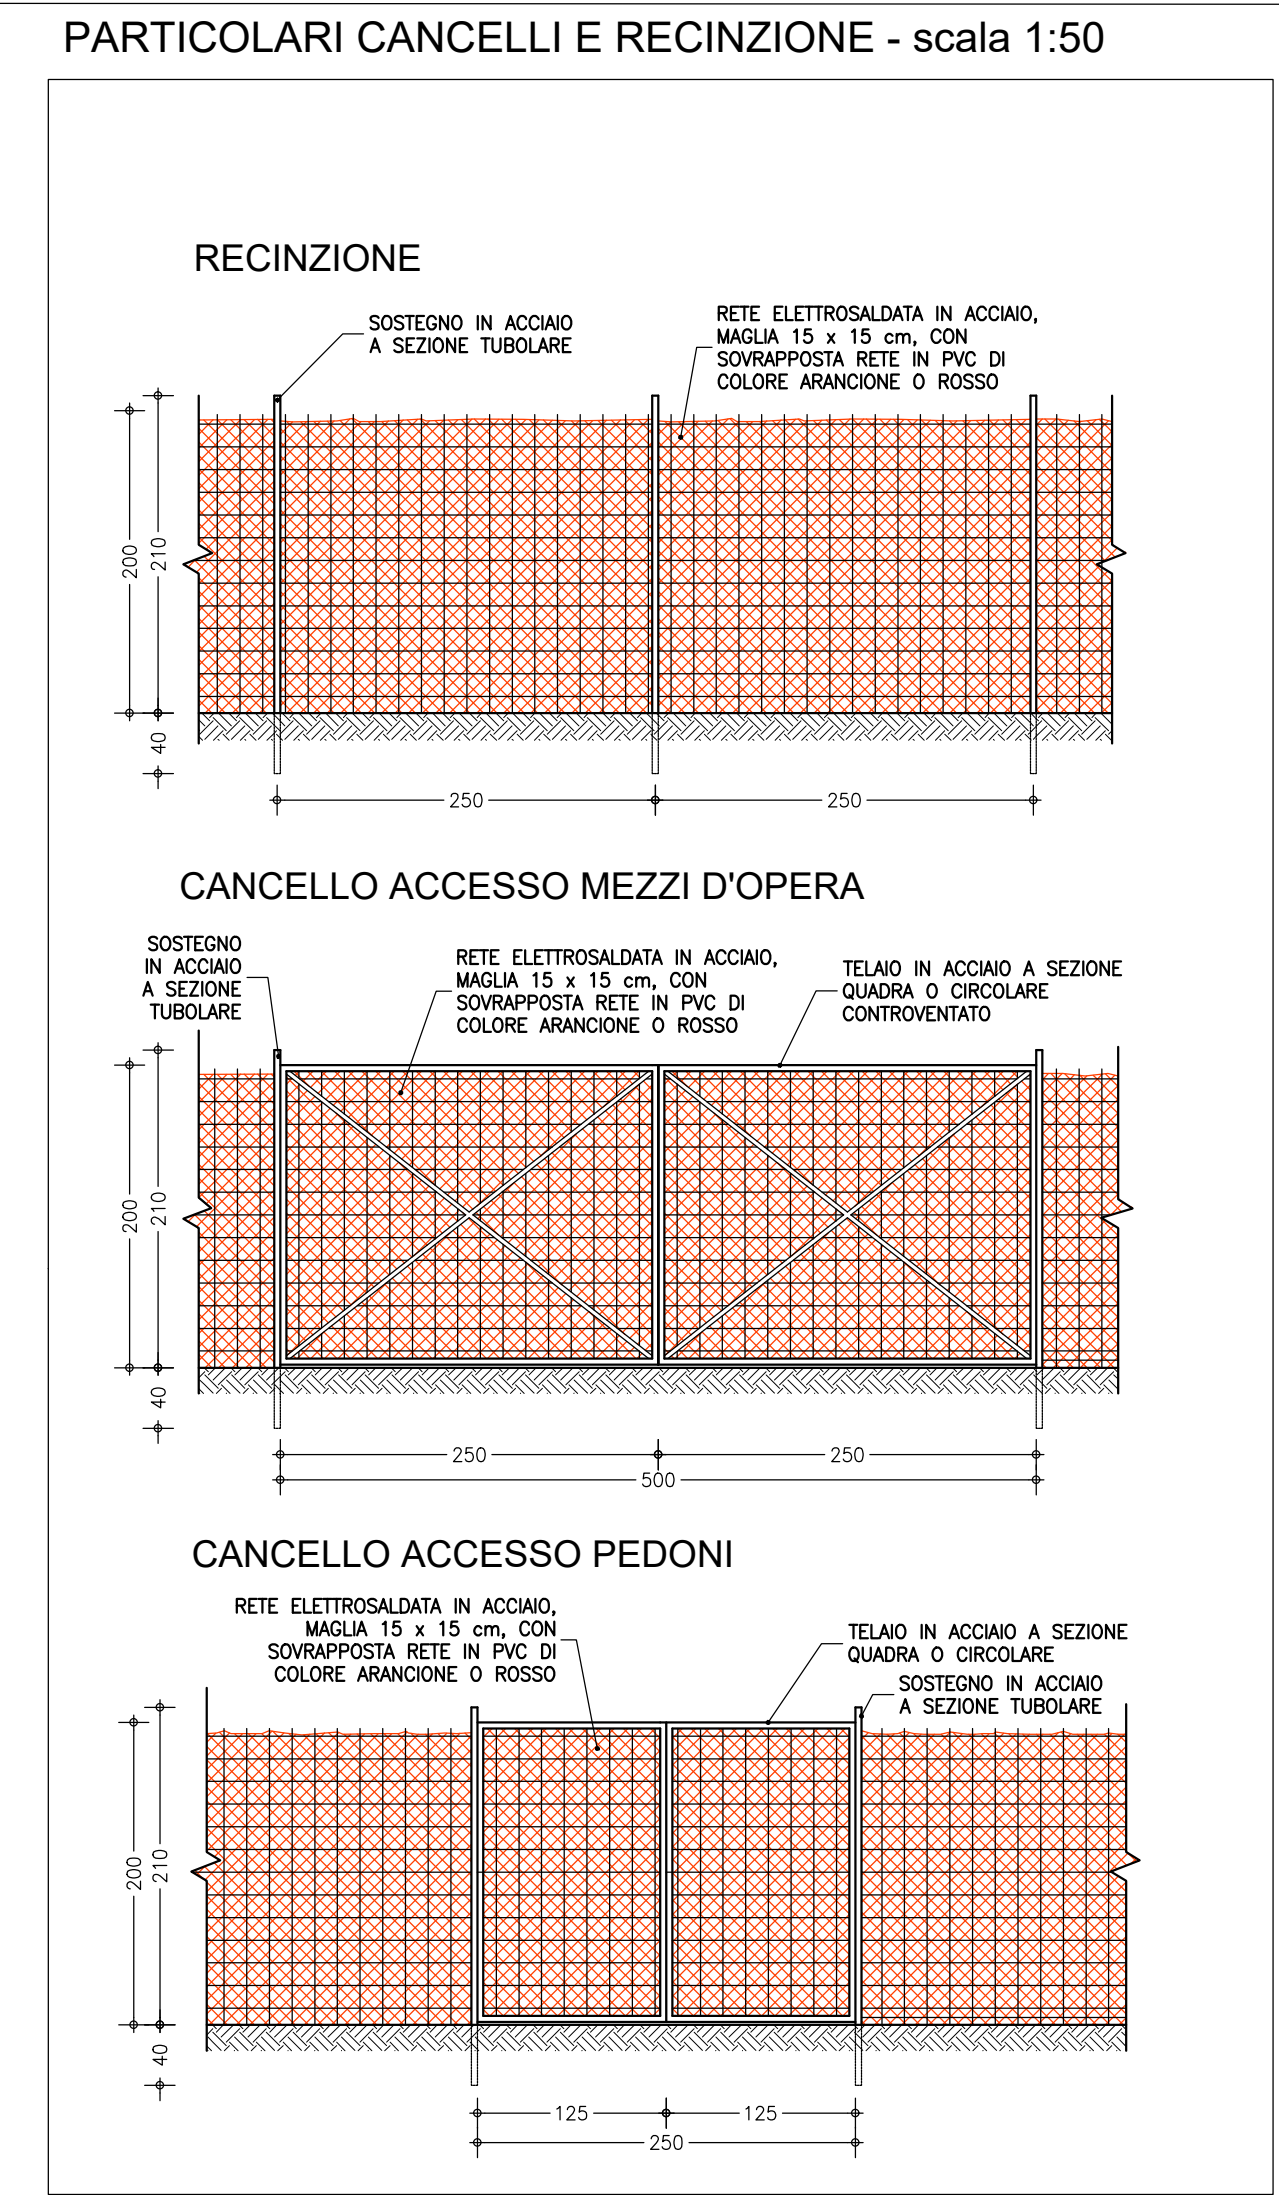 PARTICOLARI CANCELLI E RECINZIONE - scala 1:50
RECINZIONE
SOSTEGNO IN ACCIAIO
A SEZIONE TUBOLARE
RETE ELETTROSALDATA IN ACCIAIO,
MAGLIA 15 x 15 cm, CON
SOVRAPPOSTA RETE IN PVC DI
COLORE ARANCIONE O ROSSO
200
210
40
250
250
CANCELLO ACCESSO MEZZI D'OPERA
SOSTEGNO
IN ACCIAIO
A SEZIONE
TUBOLARE
RETE ELETTROSALDATA IN ACCIAIO,
MAGLIA 15 x 15 cm, CON
SOVRAPPOSTA RETE IN PVC DI
COLORE ARANCIONE O ROSSO
TELAIO IN ACCIAIO A SEZIONE
QUADRA O CIRCOLARE
CONTROVENTATO
200
210
40
250
250
500
CANCELLO ACCESSO PEDONI
RETE ELETTROSALDATA IN ACCIAIO,
MAGLIA 15 x 15 cm, CON
SOVRAPPOSTA RETE IN PVC DI
COLORE ARANCIONE O ROSSO
TELAIO IN ACCIAIO A SEZIONE
QUADRA O CIRCOLARE
SOSTEGNO IN ACCIAIO
A SEZIONE TUBOLARE
200
210
40
125
125
250